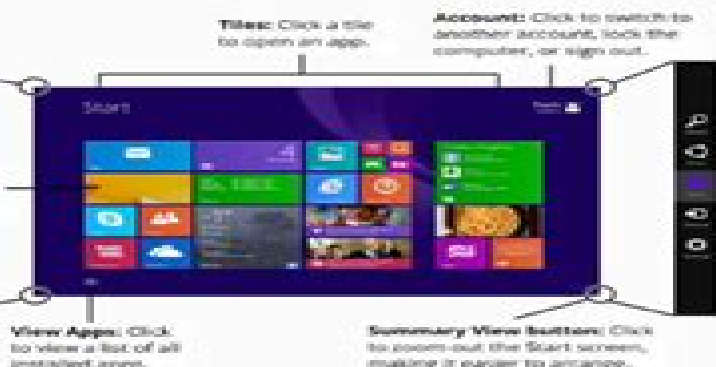 Tiles: Click a tile
to open an app.
Account: Click to switch to
another account, lock the
computer, or sign out.
Start
View Apps: Click
to view a list of all
installed apps.
Summary View button: Click
to zoom out the Start screen,
making it easier to arrange